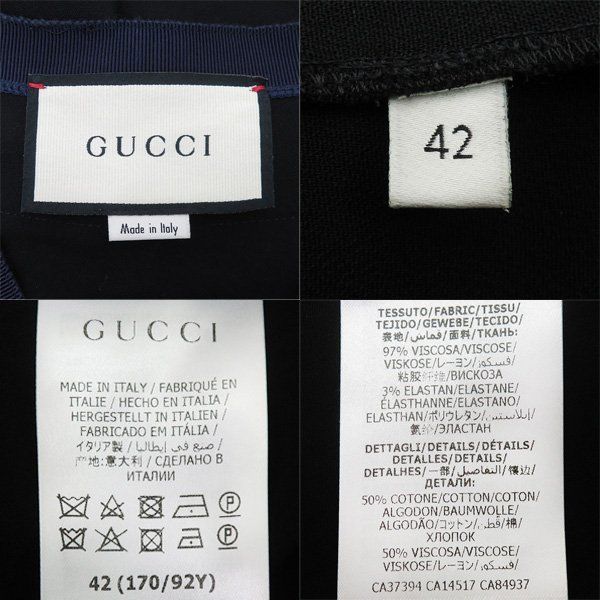 GUCCI
Made in Italy
42
GUCCI
MADE IN ITALY / FABRIQUÉ EN
ITALIE / HECHO EN ITALIA /
HERGESTELLT IN ITALIEN /
FABRICADO EM ITÁLIA /
イタリア製 / صنع في إيطاليا /
产地:意大利 / СДЕЛАНО В
ИТАЛИИ
42 (170/92Y)
TESSUTO/FABRIC/TISSU/
TEJIDO/GEWEBE/TECIDO/
表地/قماش/面料/ТКАНЬ:
97% VISCOSA/VISCOSE/
VISKOSE/レーヨン/فسكوز/
粘胶纤维/ВИСКОЗА
3% ELASTAN/ELASTANE/
ÉLASTHANNE/ELASTANO/
ELASTHAN/ポリウレタン/إيلاستين/
氨纶/ЭЛАСТАН
DETTAGLI/DETAILS/DÉTAILS/
DETALLES/DETAILS/
DETALHES/一部/التفاصيل/镶边/
ДЕТАЛИ:
50% COTONE/COTTON/COTON/
ALGODON/BAUMWOLLE/
ALGODÃO/コットン/قطن/棉/
ХЛОПОК
50% VISCOSA/VISCOSE/
VISKOSE/レーヨン/فسكوز/
CA37394 CA14517 CA84937